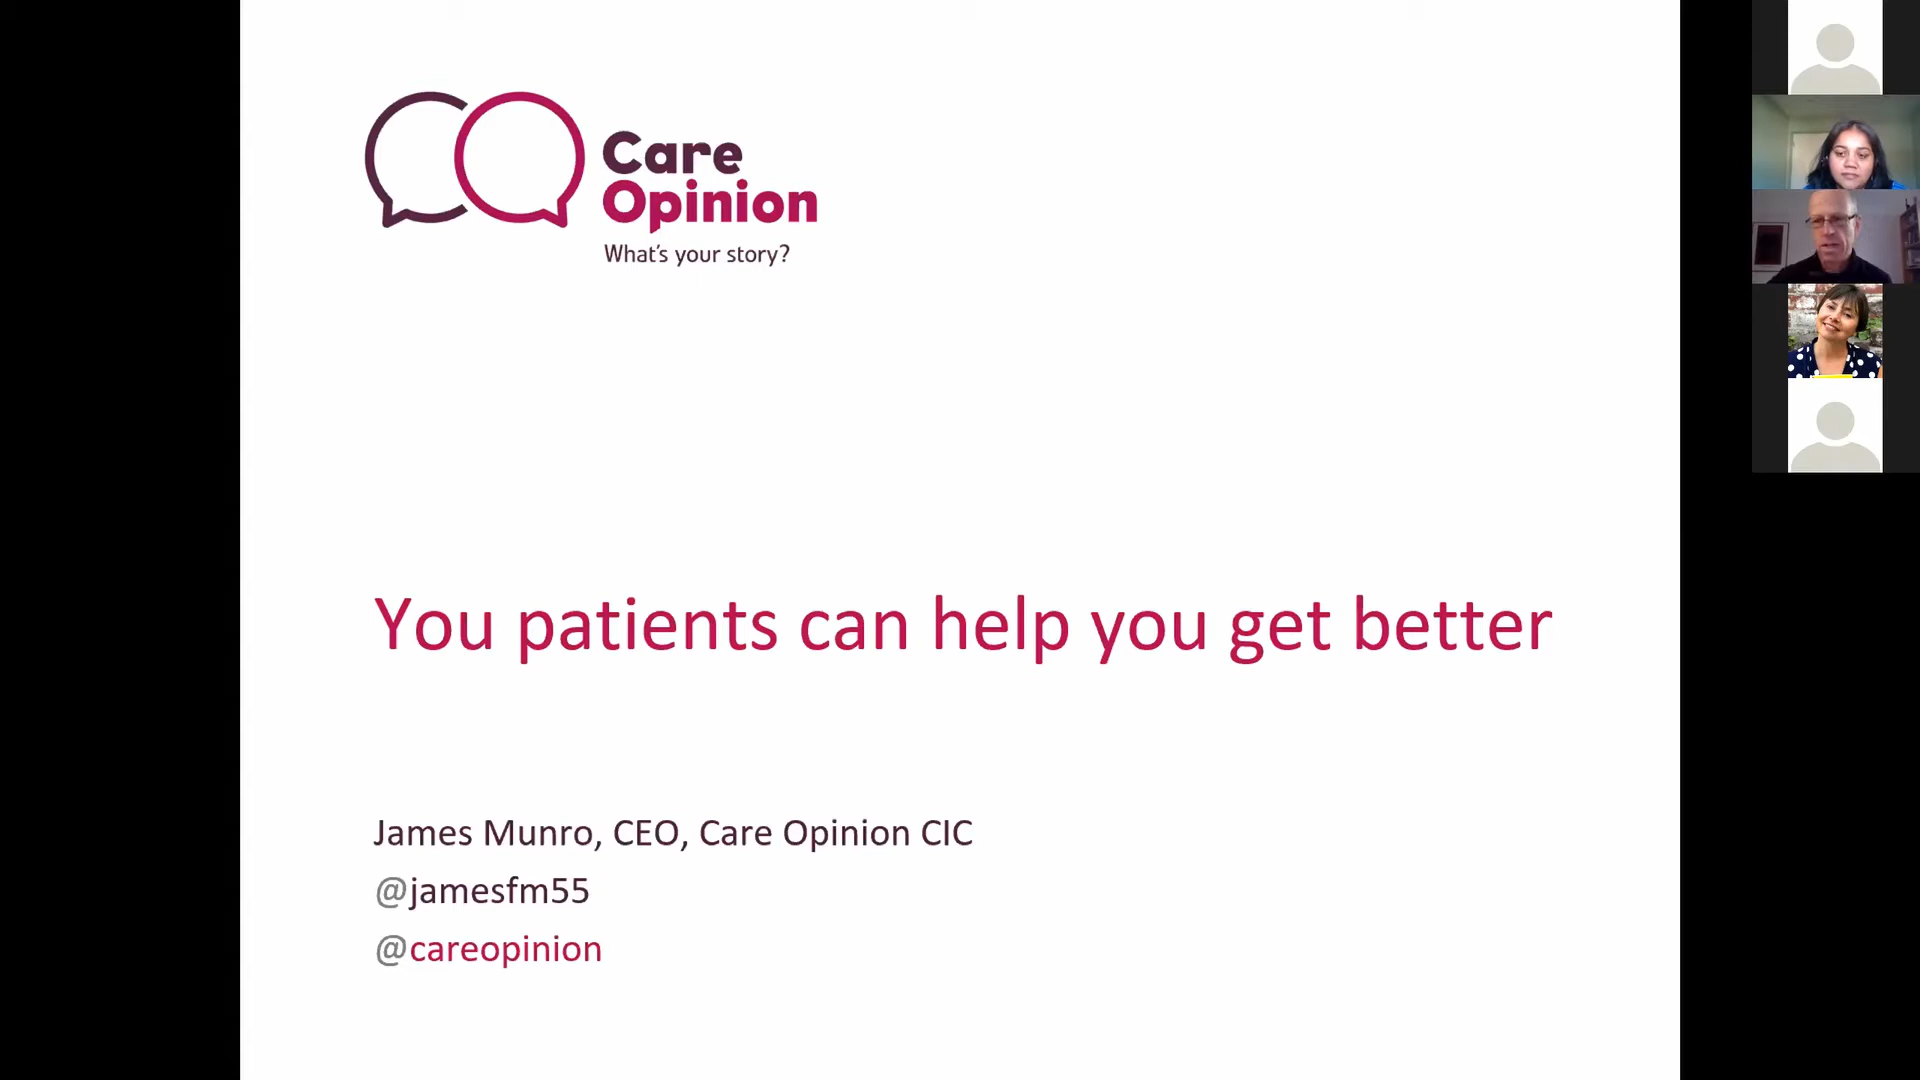 Care
Opinion
What's your story?
You patients can help you get better
James Munro, CEO, Care Opinion CIC
@jamesfm55
@careopinion